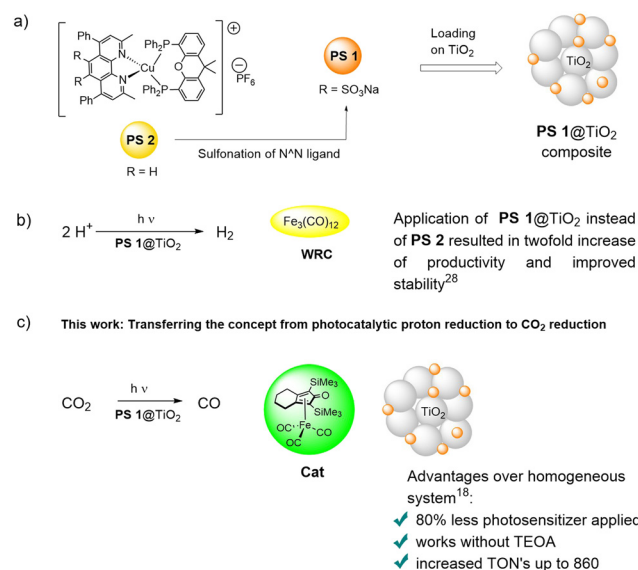 a)
Ph
R
R
Ph
N
N
Cu
Ph₂P
Ph₂P
O
+
−
PF₆
PS 2
R = H
Sulfonation of N^N ligand
PS 1
R = SO₃Na
Loading
on TiO₂
TiO₂
PS 1@TiO₂
composite
b)
2 H⁺
h ν
PS 1@TiO₂
H₂
Fe₃(CO)₁₂
WRC
Application of PS 1@TiO₂ instead
of PS 2 resulted in twofold increase
of productivity and improved
stability²⁸
c)
This work: Transferring the concept from photocatalytic proton reduction to CO₂ reduction
CO₂
h ν
PS 1@TiO₂
CO
SiMe₃
O
SiMe₃
Fe
OC
CO
OC
Cat
TiO₂
Advantages over homogeneous
system¹⁸:
80% less photosensitizer applied
works without TEOA
increased TON's up to 860